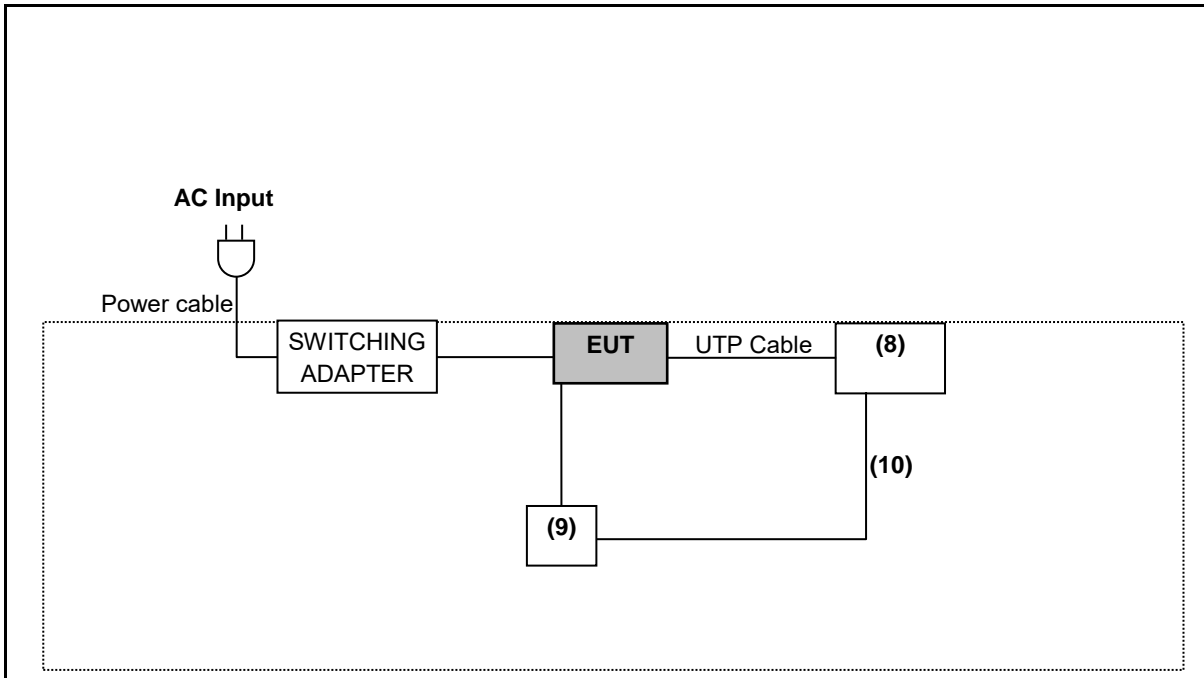 AC Input
Power cable
SWITCHING
ADAPTER
EUT
UTP Cable
(8)
(10)
(9)